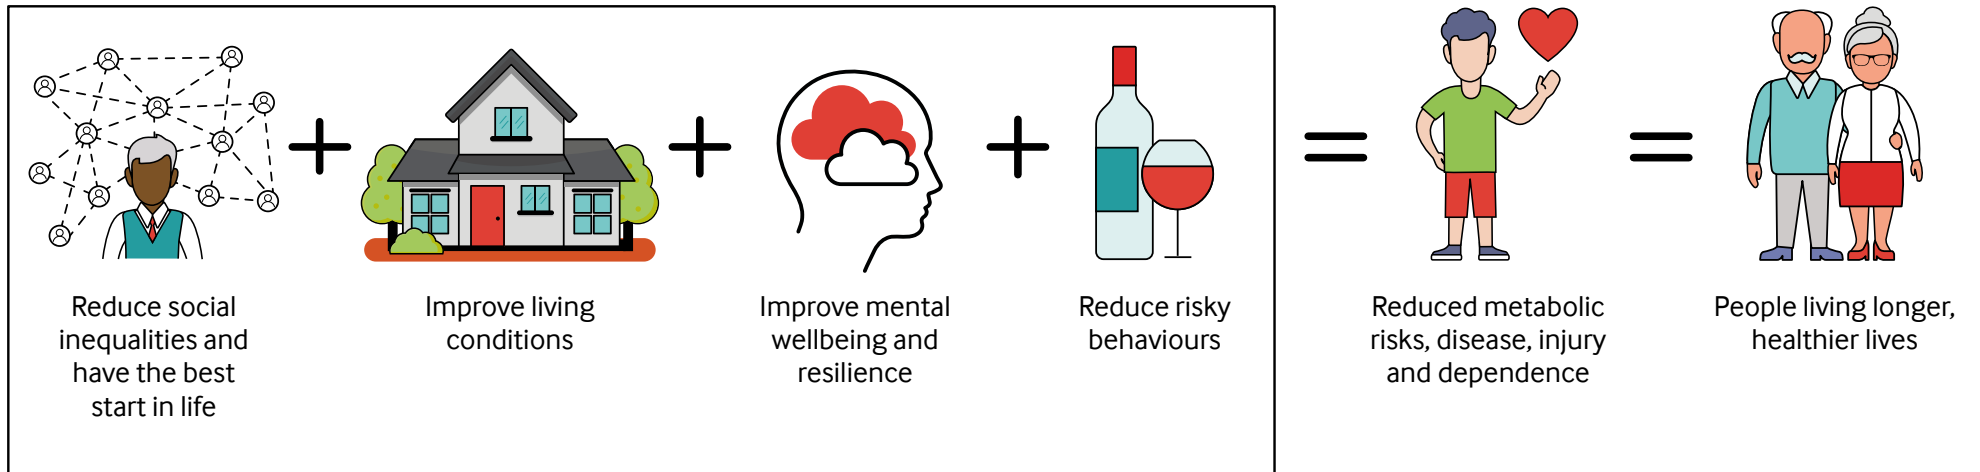 Reduce social
inequalities and
have the best
start in life
Improve living
conditions
Improve mental
wellbeing and
resilience
Reduce risky
behaviours
Reduced metabolic
risks, disease, injury
and dependence
People living longer,
healthier lives